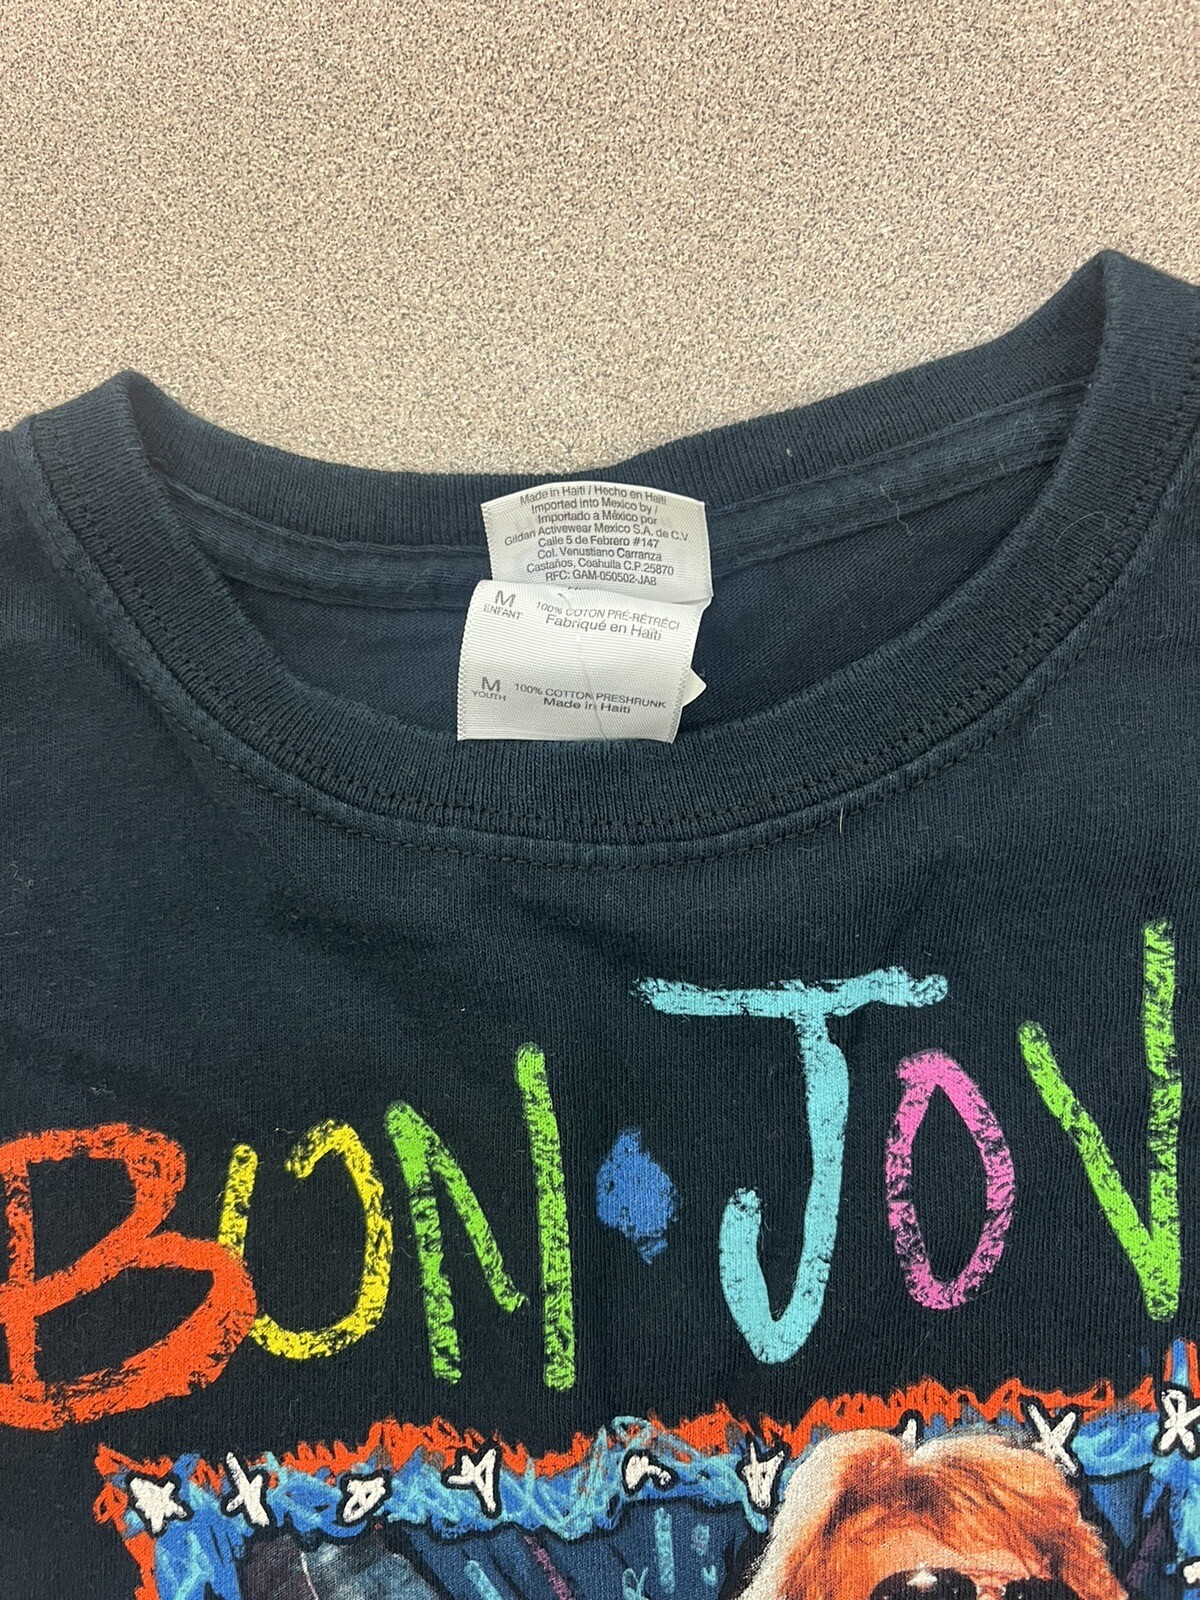 Made in Haiti / Hecho en Haiti
Imported into Mexico by /
Importado a México por
Gildan Activewear Mexico S.A. de C.V.
Calle 5 de Febrero #147
Col. Venustiano Carranza
Castaños, Coahuila C.P. 25870
RFC: GAM-050502-JA8
M
ENFANT
100% COTON PRÉ-RÉTRÉCI
Fabriqué en Haïti
M
YOUTH
100% COTTON PRESHRUNK
Made in Haiti
BON JOV